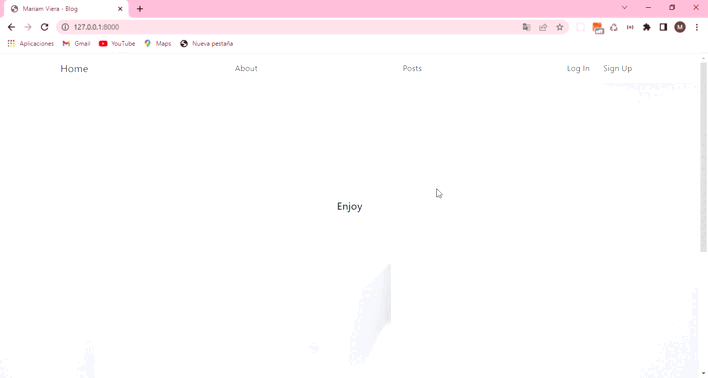 Mariam Viera - Blog
127.0.0.1:8000
M
Aplicaciones Gmail YouTube Maps Nueva pestaña
Home About Posts Log In Sign Up
Enjoy